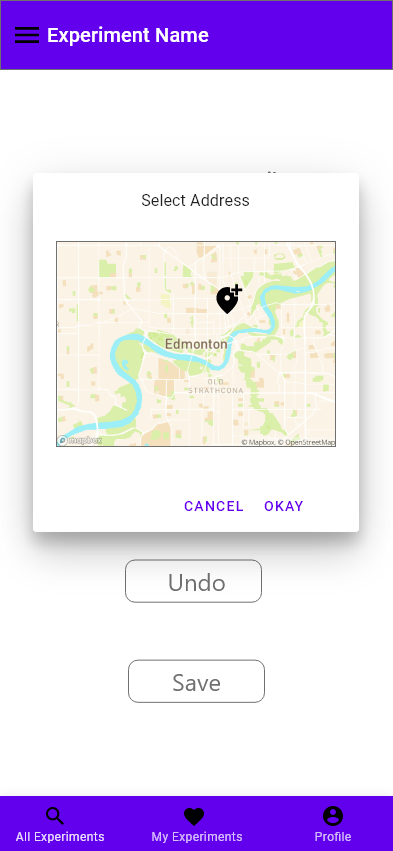 Experiment Name
Select Address
Edmonton
OLD
STRATHCONA
mapbox
© Mapbox, © OpenStreetMap
CANCEL OKAY
Undo
Save
All Experiments My Experiments Profile